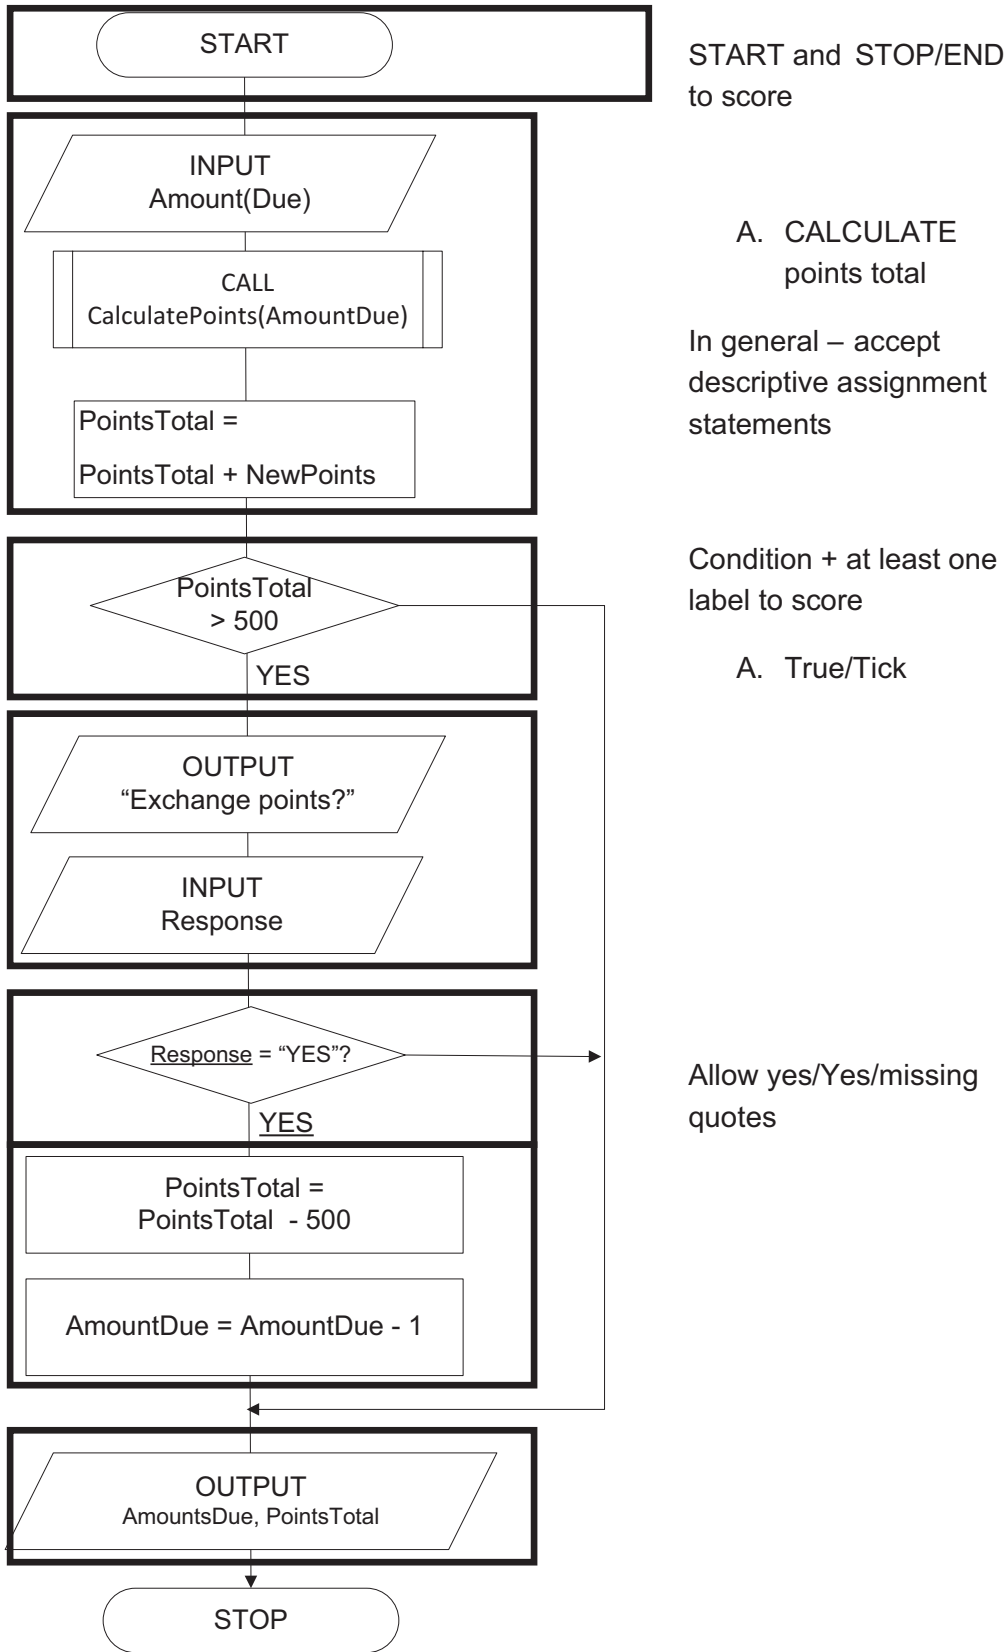 START
START and STOP/END
to score
INPUT
Amount(Due)
A. CALCULATE
points total
CALL
CalculatePoints(AmountDue)
In general – accept
descriptive assignment
statements
PointsTotal =
PointsTotal + NewPoints
PointsTotal
> 500
Condition + at least one
label to score
YES
A. True/Tick
OUTPUT
“Exchange points?”
INPUT
Response
Response = “YES”?
Allow yes/Yes/missing
quotes
YES
PointsTotal =
PointsTotal - 500
AmountDue = AmountDue - 1
OUTPUT
AmountsDue, PointsTotal
STOP